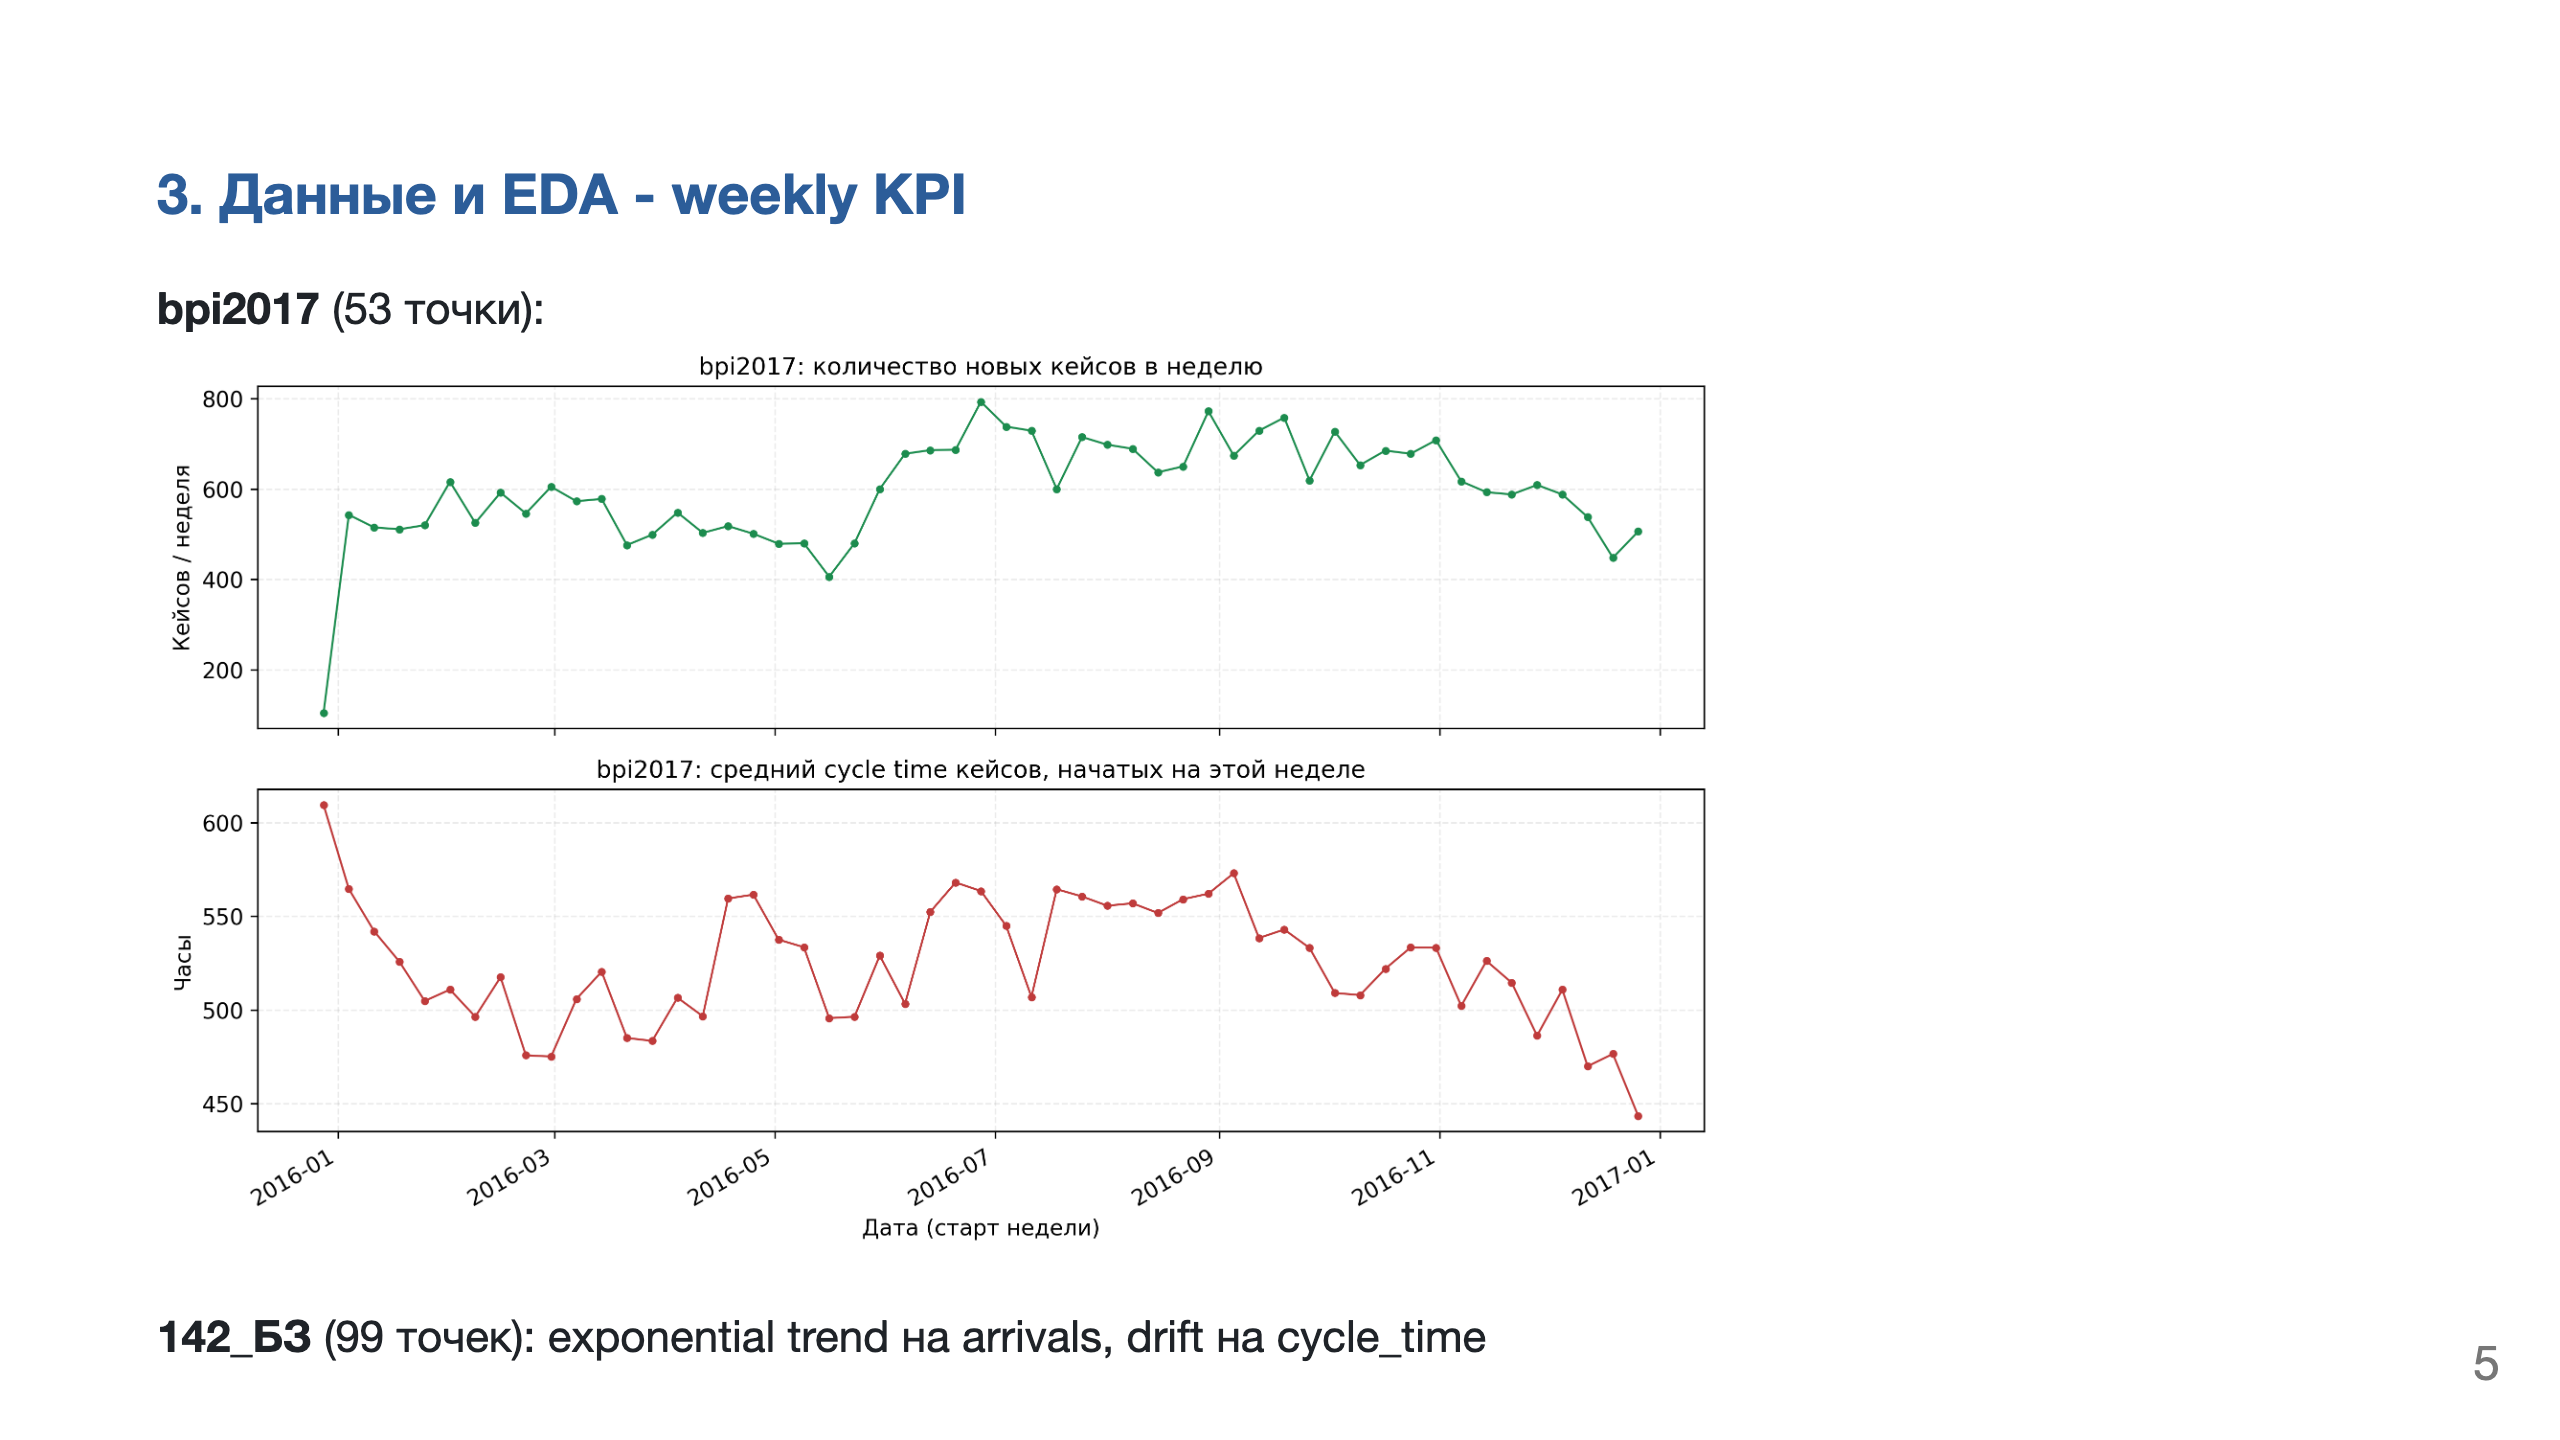 3. Данные и EDA - weekly KPI
bpi2017 (53 точки):
bpi2017: количество новых кейсов в неделю
Кейсов / неделя
800
600
400
200
bpi2017: средний cycle time кейсов, начатых на этой неделе
Часы
600
550
500
450
2016-01
2016-03
2016-05
2016-07
2016-09
2016-11
2017-01
Дата (старт недели)
142_БЗ (99 точек): exponential trend на arrivals, drift на cycle_time
5